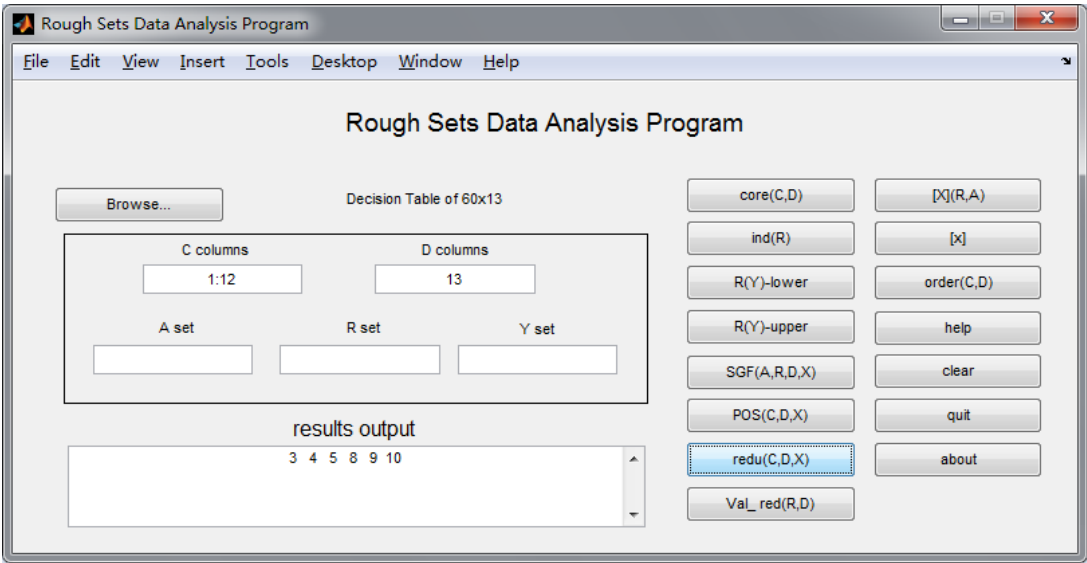 Rough Sets Data Analysis Program
File Edit View Insert Tools Desktop Window Help
Rough Sets Data Analysis Program
Browse...
Decision Table of 60x13
C columns
D columns
1:12
13
A set
R set
Y set
results output
3 4 5 8 9 10
core(C,D)
[X](R,A)
ind(R)
[x]
R(Y)-lower
order(C,D)
R(Y)-upper
help
SGF(A,R,D,X)
clear
POS(C,D,X)
quit
redu(C,D,X)
about
Val_ red(R,D)